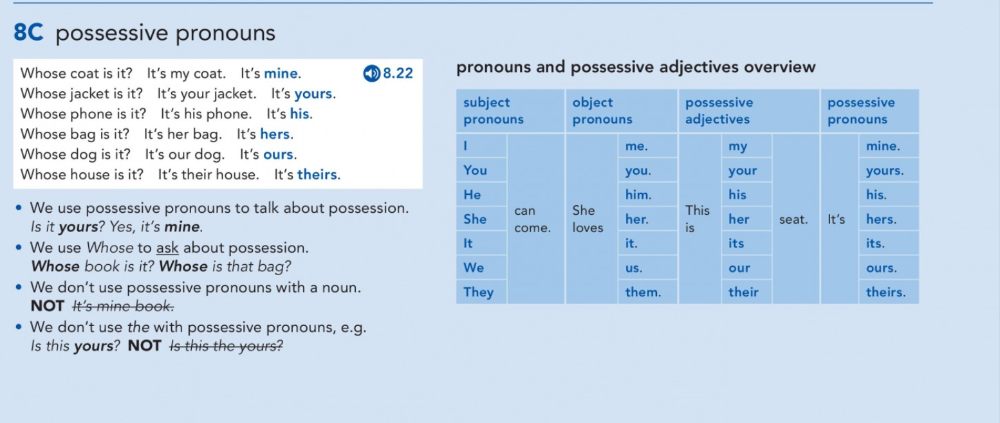 8C possessive pronouns
Whose coat is it? It's my coat. It's mine. 8.22
Whose jacket is it? It's your jacket. It's yours.
Whose phone is it? It's his phone. It's his.
Whose bag is it? It's her bag. It's hers.
Whose dog is it? It's our dog. It's ours.
Whose house is it? It's their house. It's theirs.
• We use possessive pronouns to talk about possession.
Is it yours? Yes, it's mine.
• We use Whose to ask about possession.
Whose book is it? Whose is that bag?
• We don't use possessive pronouns with a noun.
NOT It's mine book.
• We don't use the with possessive pronouns, e.g.
Is this yours? NOT Is this the yours?
pronouns and possessive adjectives overview
subject pronouns object pronouns possessive adjectives possessive pronouns
I me. my mine.
You you. your yours.
He him. his his.
can come. She loves This is seat. It's
She her. her hers.
It it. its its.
We us. our ours.
They them. their theirs.